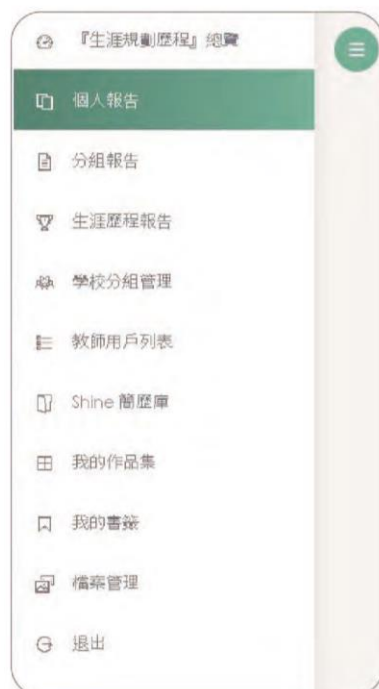 『生涯規劃歷程』總覽
個人報告
分組報告
生涯歷程報告
學校分組管理
教師用戶列表
Shine 簡歷庫
我的作品集
我的書籤
檔案管理
退出